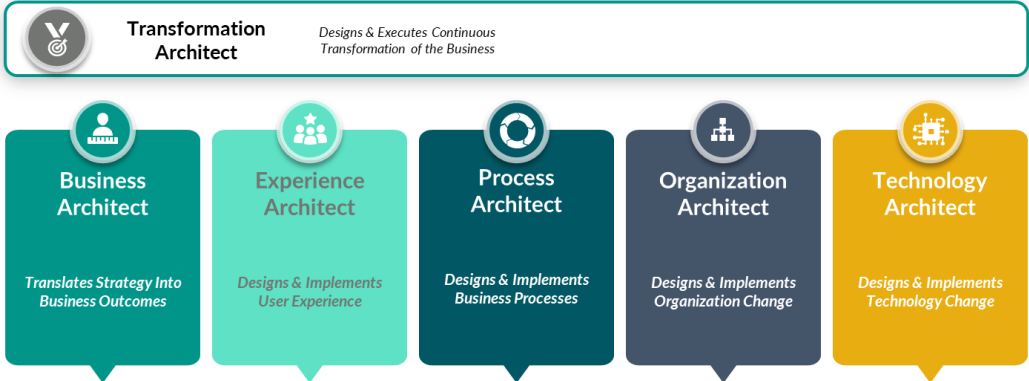 Transformation
Architect
Designs & Executes Continuous
Transformation of the Business
Business
Architect
Translates Strategy Into
Business Outcomes
Experience
Architect
Designs & Implements
User Experience
Process
Architect
Designs & Implements
Business Processes
Organization
Architect
Designs & Implements
Organization Change
Technology
Architect
Designs & Implements
Technology Change